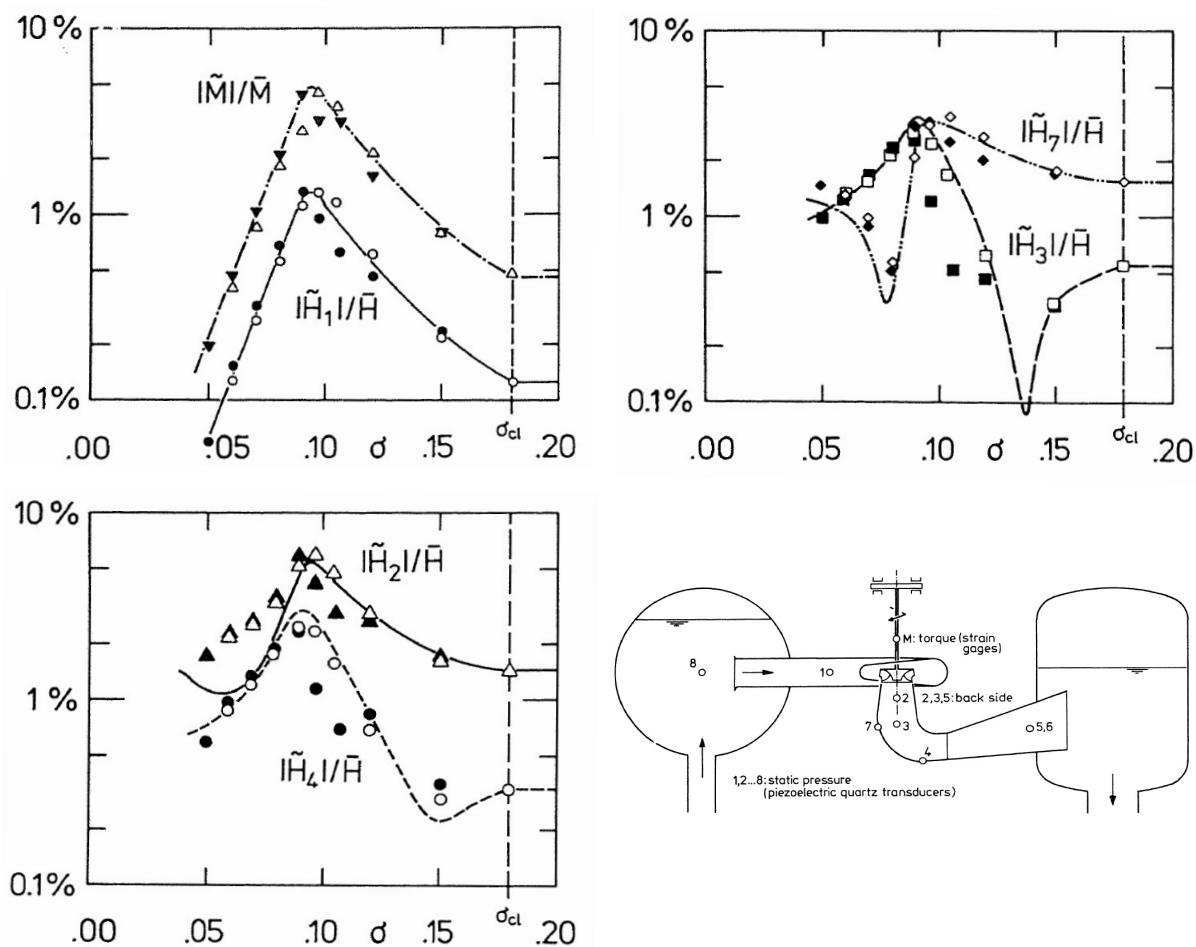 10%
|M̃|/M̄
1%
|H̃₁|/H̄
0.1%
.00 .05 .10 σ .15 σcl .20
10%
|H̃₇|/H̄
1%
|H̃₃|/H̄
0.1%
.00 .05 .10 σ .15 σcl .20
10%
|H̃₂|/H̄
1%
|H̃₄|/H̄
0.1%
.00 .05 .10 σ .15 σcl .20
M: torque (strain
gages)
8
1
2 2,3,5: back side
7 3
4
5,6
1,2...8: static pressure
(piezoelectric quartz transducers)